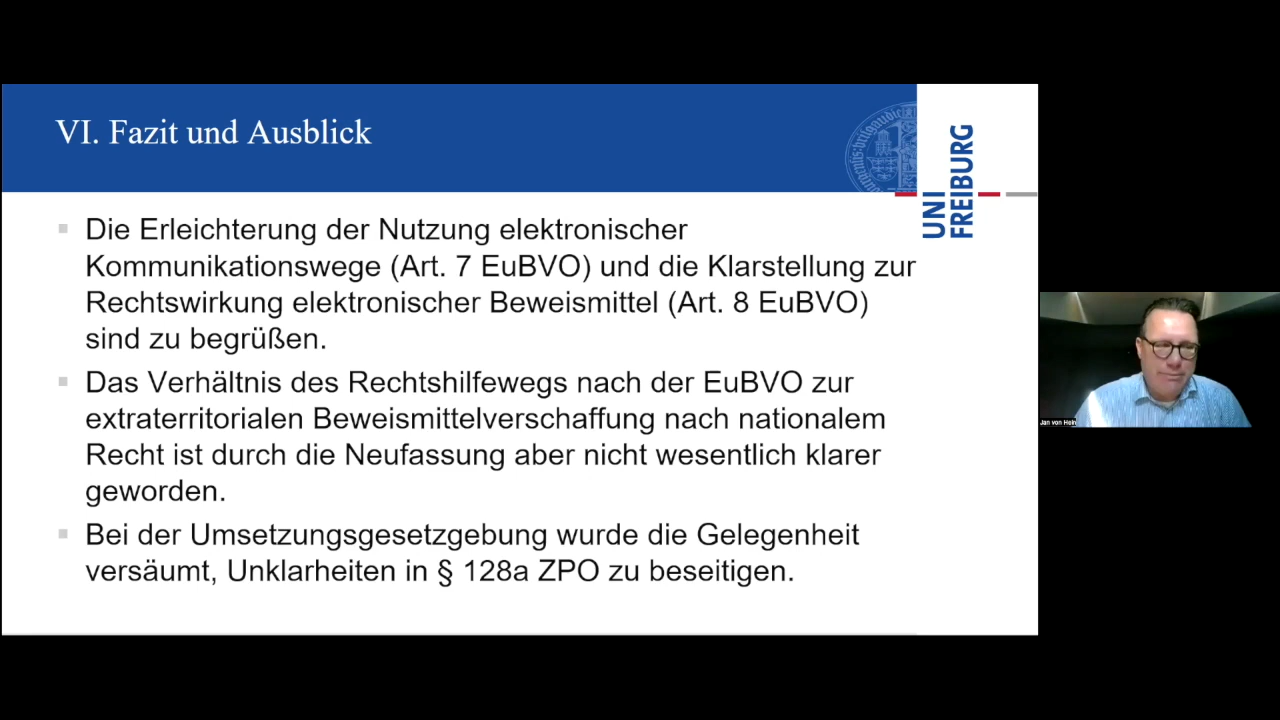 VI. Fazit und Ausblick
UNI
FREIBURG
Die Erleichterung der Nutzung elektronischer
Kommunikationswege (Art. 7 EuBVO) und die Klarstellung zur
Rechtswirkung elektronischer Beweismittel (Art. 8 EuBVO)
sind zu begrüßen.
Das Verhältnis des Rechtshilfewegs nach der EuBVO zur
extraterritorialen Beweismittelverschaffung nach nationalem
Recht ist durch die Neufassung aber nicht wesentlich klarer
geworden.
Bei der Umsetzungsgesetzgebung wurde die Gelegenheit
versäumt, Unklarheiten in § 128a ZPO zu beseitigen.
Jan von Hein